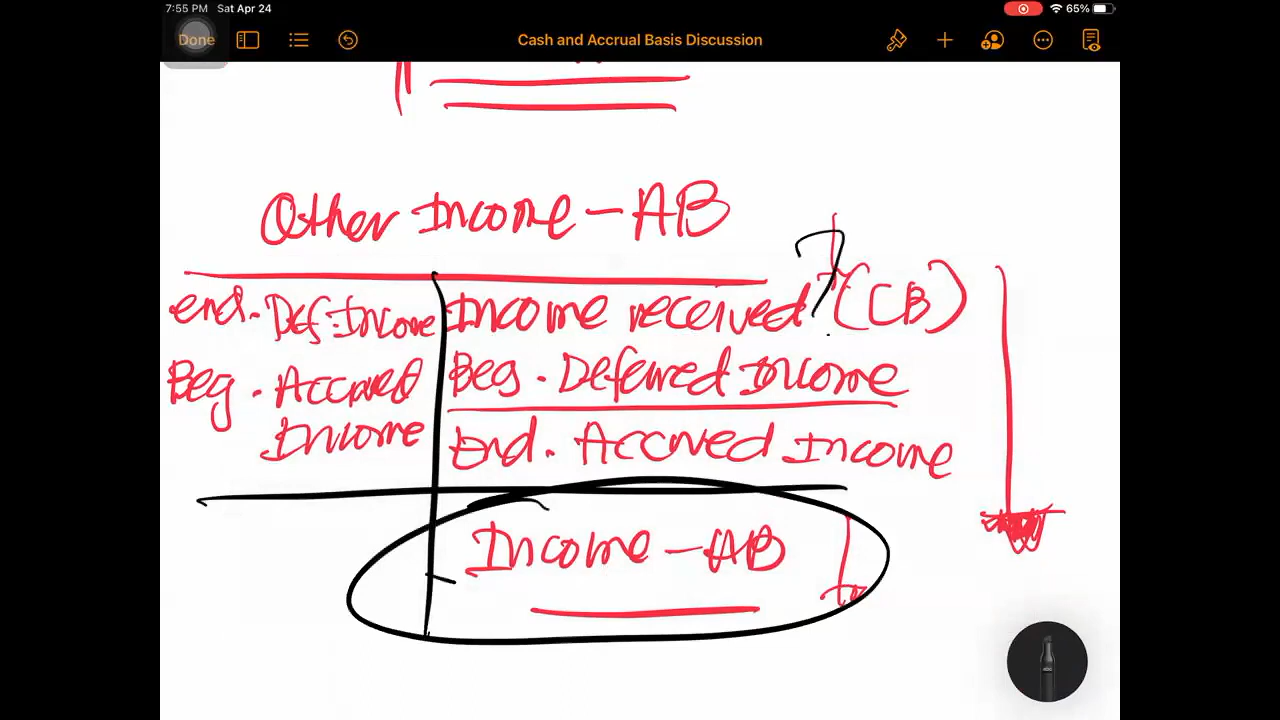 7:55 PM Sat Apr 24
65%
Done
Cash and Accrual Basis Discussion
Other Income - AB
end. Def. Income
Income received (CB)
Beg. Accrued Income
Beg. Deferred Income
End. Accrued Income
Income - AB